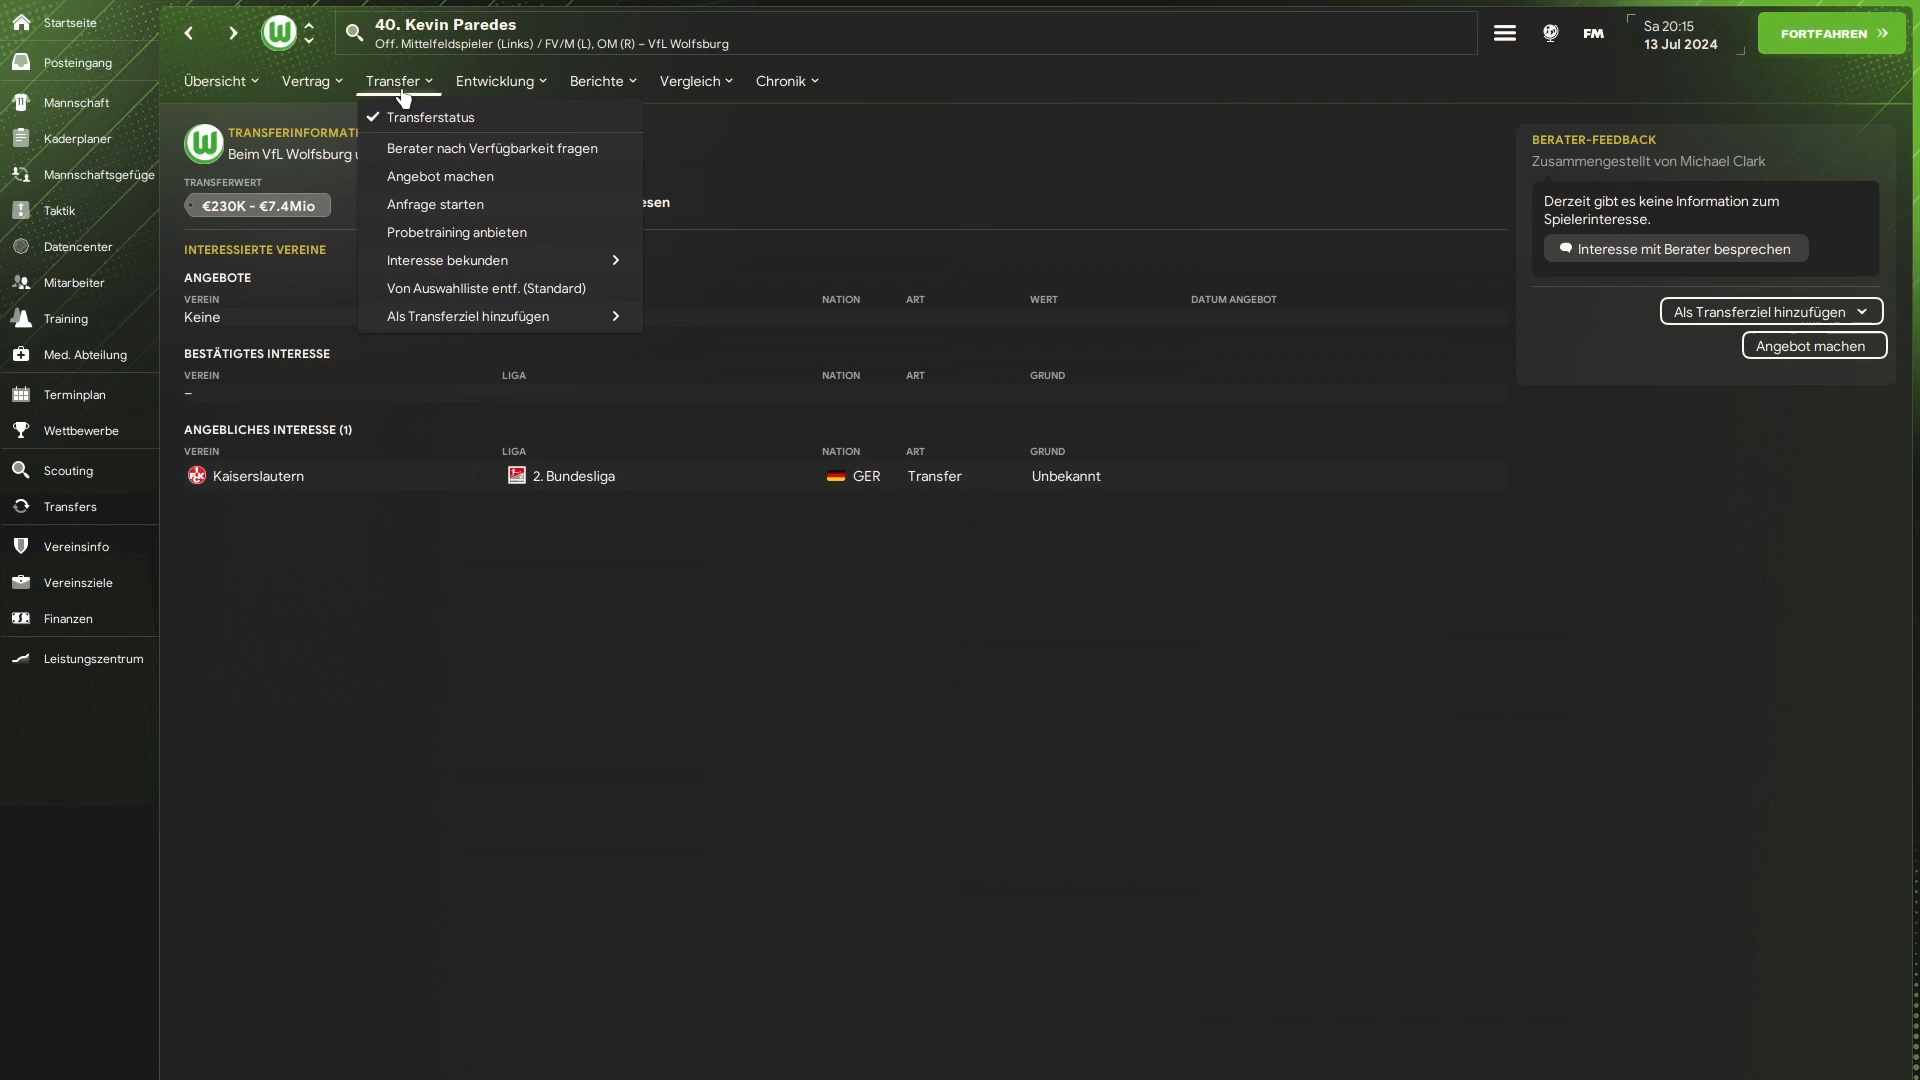 Startseite
Posteingang
Mannschaft
Kaderplaner
Mannschaftsgefüge
Taktik
Datencenter
Mitarbeiter
Training
Med. Abteilung
Terminplan
Wettbewerbe
Scouting
Transfers
Vereinsinfo
Vereinsziele
Finanzen
Leistungszentrum
40. Kevin Paredes
Off. Mittelfeldspieler (Links) / FV/M (L), OM (R) – VfL Wolfsburg
FM
Sa 20:15
13 Jul 2024
FORTFAHREN
Übersicht
Vertrag
Transfer
Entwicklung
Berichte
Vergleich
Chronik
Transferstatus
Berater nach Verfügbarkeit fragen
Angebot machen
Anfrage starten
Probetraining anbieten
Interesse bekunden
Von Auswahlliste entf. (Standard)
Als Transferziel hinzufügen
TRANSFERINFORMATI
Beim VfL Wolfsburg u
TRANSFERWERT
€230K - €7.4Mio
esen
INTERESSIERTE VEREINE
ANGEBOTE
VEREIN NATION ART WERT DATUM ANGEBOT
Keine
BESTÄTIGTES INTERESSE
VEREIN LIGA NATION ART GRUND
–
ANGEBLICHES INTERESSE (1)
VEREIN LIGA NATION ART GRUND
Kaiserslautern 2. Bundesliga GER Transfer Unbekannt
BERATER-FEEDBACK
Zusammengestellt von Michael Clark
Derzeit gibt es keine Information zum
Spielerinteresse.
Interesse mit Berater besprechen
Als Transferziel hinzufügen
Angebot machen